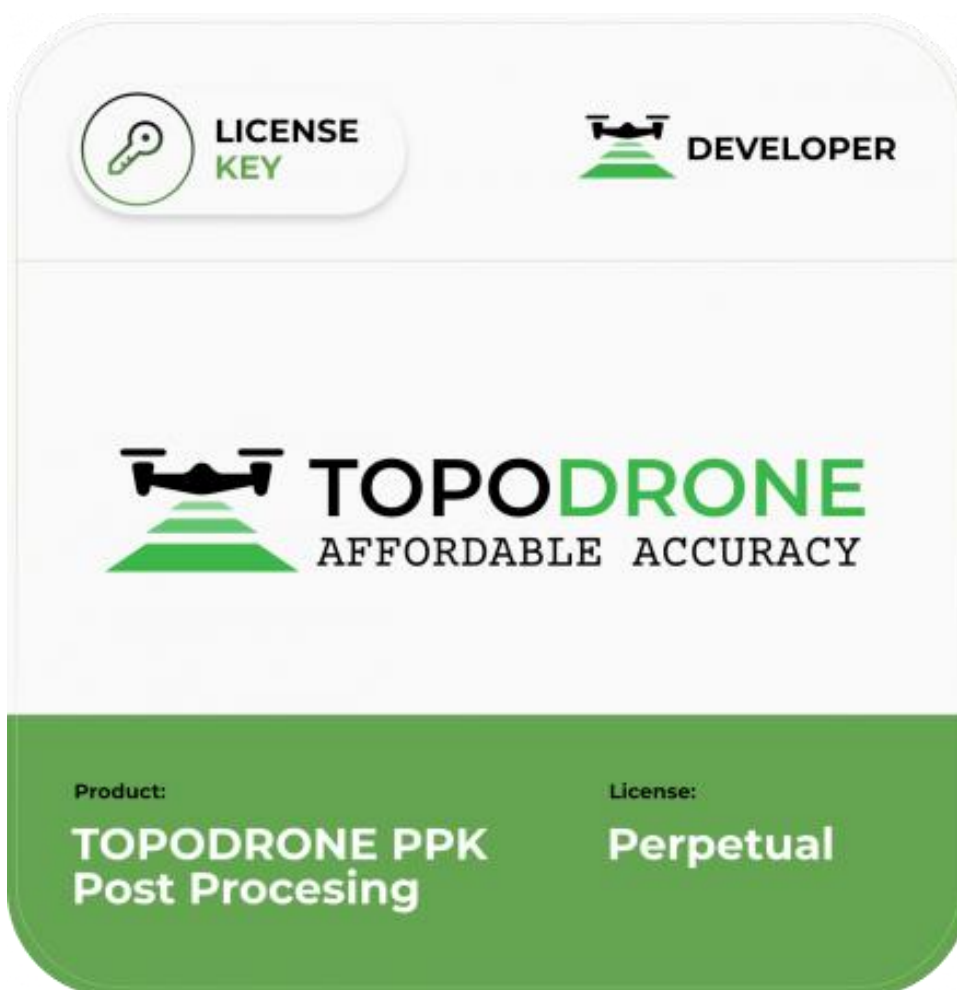 LICENSE
KEY
DEVELOPER
TOPODRONE
AFFORDABLE ACCURACY
Product:
TOPODRONE PPK
Post Procesing
License:
Perpetual